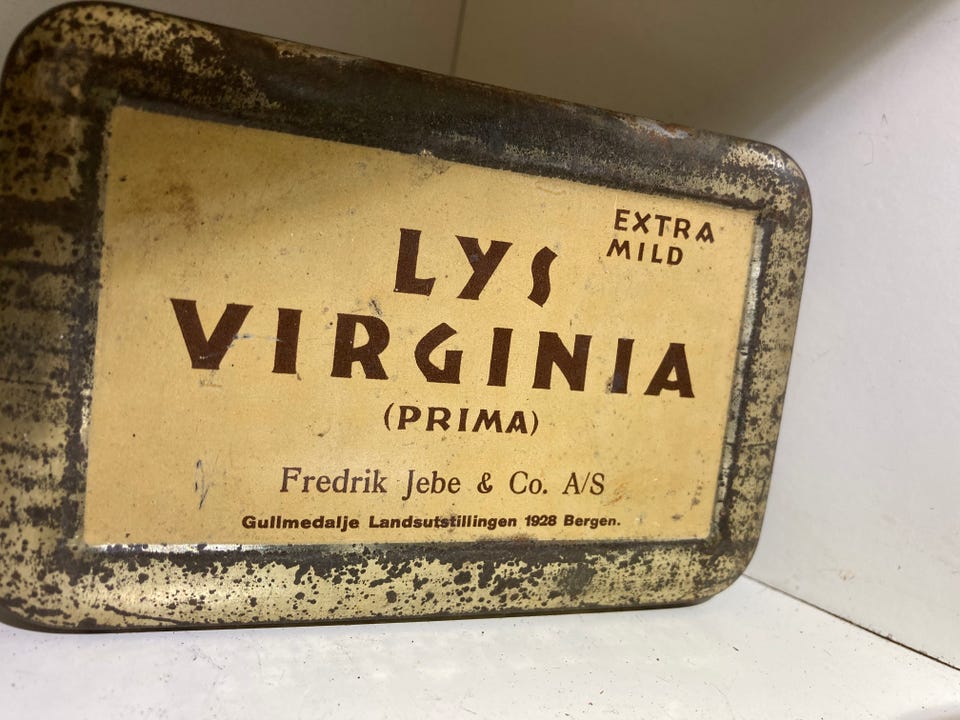 EXTRA
MILD
LYS
VIRGINIA
(PRIMA)
Fredrik Jebe & Co. A/S
Gullmedalje Landsutstillingen 1928 Bergen.